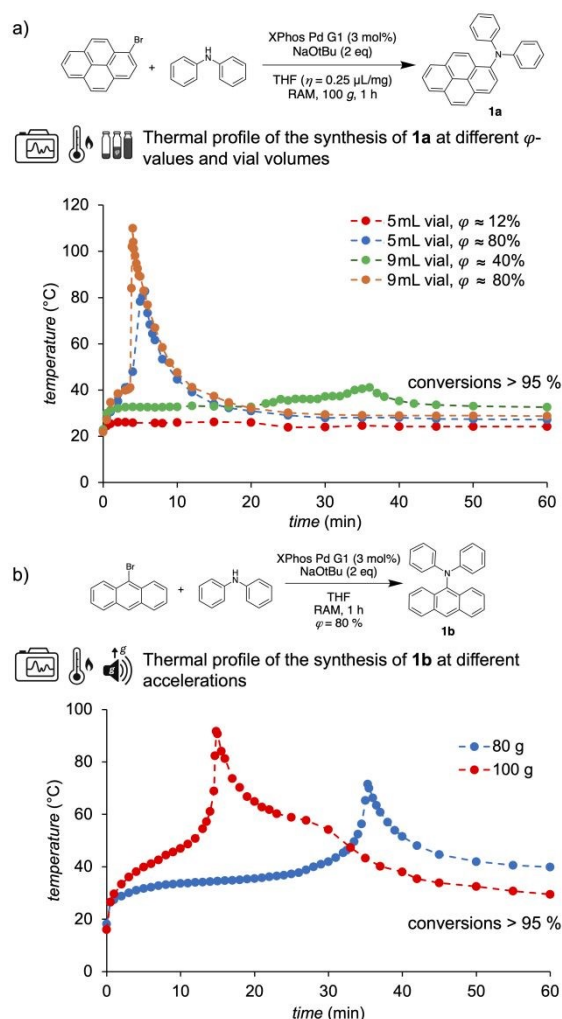 a)
Br
+
H
N
XPhos Pd G1 (3 mol%)
NaOtBu (2 eq)
THF (η = 0.25 µL/mg)
RAM, 100 g, 1 h
N
1a
Thermal profile of the synthesis of 1a at different φ-
values and vial volumes
120
100
80
60
40
20
0
temperature (°C)
5mL vial, φ ≈ 12%
5mL vial, φ ≈ 80%
9mL vial, φ ≈ 40%
9mL vial, φ ≈ 80%
conversions > 95 %
0 10 20 30 40 50 60
time (min)
b)
Br
+
H
N
XPhos Pd G1 (3 mol%)
NaOtBu (2 eq)
THF
RAM, 1 h
φ = 80 %
N
1b
g
g
Thermal profile of the synthesis of 1b at different
accelerations
100
80
60
40
20
0
temperature (°C)
80 g
100 g
conversions > 95 %
0 10 20 30 40 50 60
time (min)